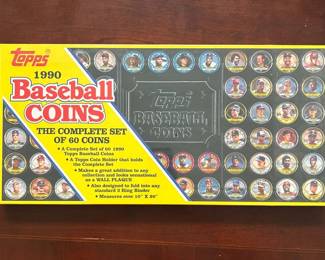 Topps
1990
Baseball
COINS
THE COMPLETE SET
OF 60 COINS
• A Complete Set of 60 1990
Topps Baseball Coins
• A Topps Coin Holder that holds
the Complete Set
• Makes a great addition to any
collection and looks sensational
as a WALL PLAQUE
• Also designed to fold into any
standard 3 Ring Binder
• Measures over 10" X 20"
Topps
BASEBALL
COINS